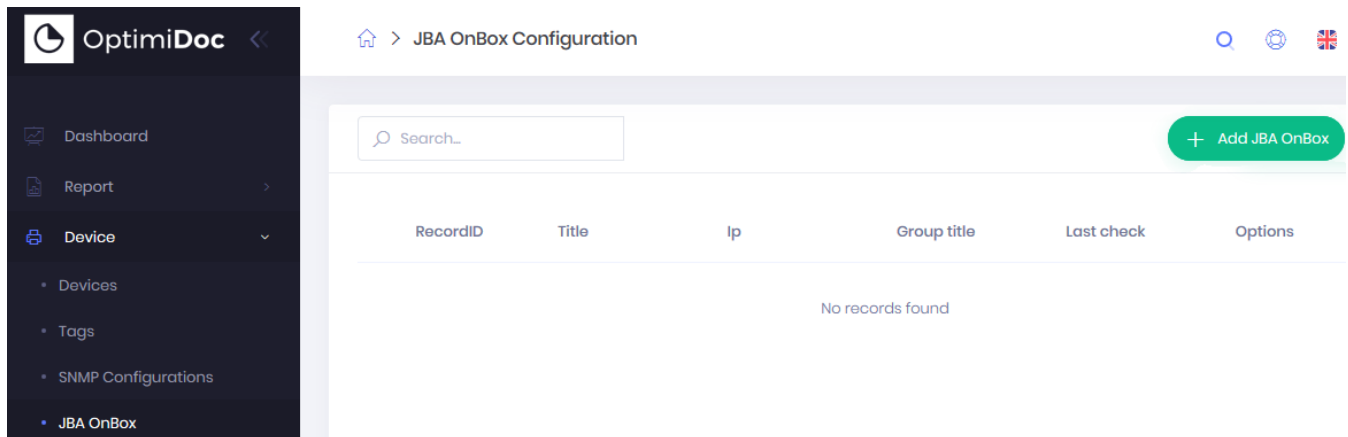 OptimiDoc
JBA OnBox Configuration
Dashboard
Report
Device
Devices
Tags
SNMP Configurations
JBA OnBox
Search...
+ Add JBA OnBox
RecordID Title Ip Group title Last check Options
No records found